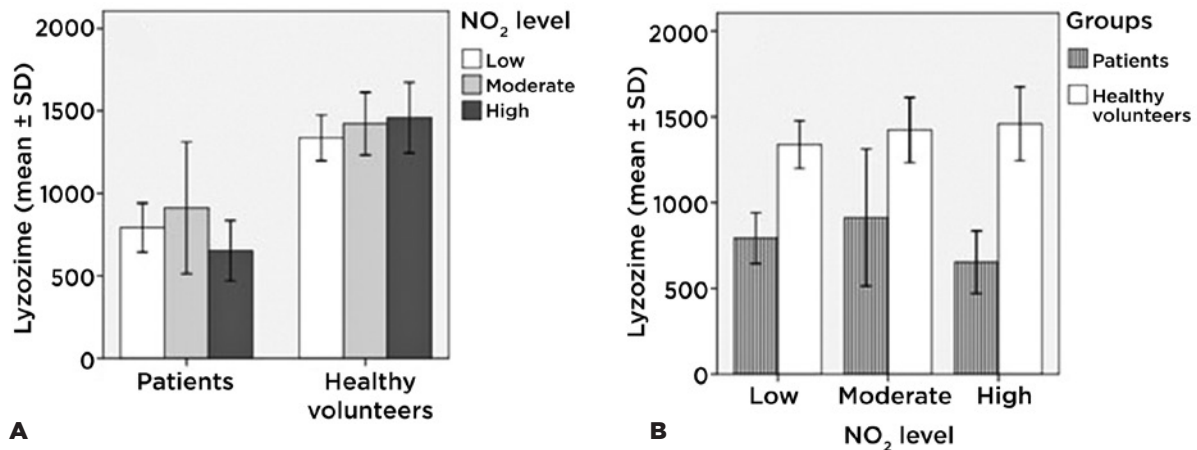 Lyzozime (mean ± SD)
2000
1500
1000
500
0
Patients
Healthy
volunteers
NO₂ level
Low
Moderate
High
A
Lyzozime (mean ± SD)
2000
1500
1000
500
0
Low
Moderate
High
NO₂ level
Groups
Patients
Healthy
volunteers
B